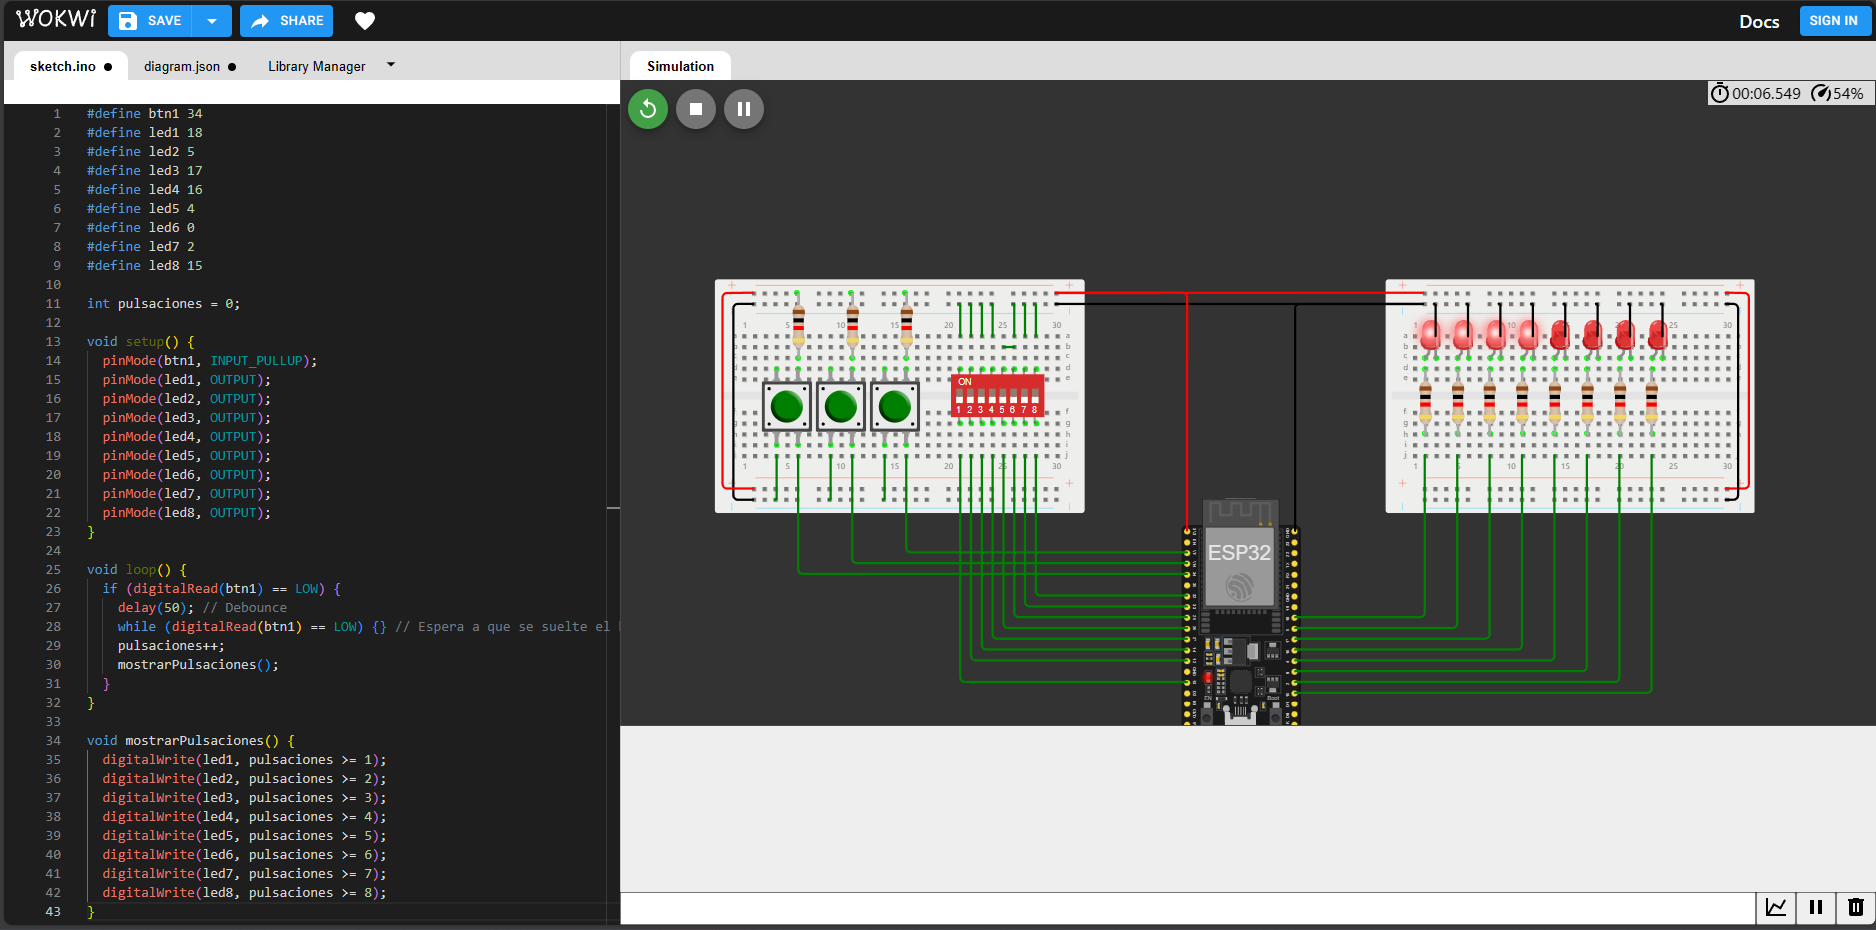 WOKWi SAVE SHARE Docs SIGN IN
sketch.ino diagram.json Library Manager
Simulation
00:06.549 54%
1 #define btn1 34
2 #define led1 18
3 #define led2 5
4 #define led3 17
5 #define led4 16
6 #define led5 4
7 #define led6 0
8 #define led7 2
9 #define led8 15
10
11 int pulsaciones = 0;
12
13 void setup() {
14 pinMode(btn1, INPUT_PULLUP);
15 pinMode(led1, OUTPUT);
16 pinMode(led2, OUTPUT);
17 pinMode(led3, OUTPUT);
18 pinMode(led4, OUTPUT);
19 pinMode(led5, OUTPUT);
20 pinMode(led6, OUTPUT);
21 pinMode(led7, OUTPUT);
22 pinMode(led8, OUTPUT);
23 }
24
25 void loop() {
26 if (digitalRead(btn1) == LOW) {
27 delay(50); // Debounce
28 while (digitalRead(btn1) == LOW) {} // Espera a que se suelte el
29 pulsaciones++;
30 mostrarPulsaciones();
31 }
32 }
33
34 void mostrarPulsaciones() {
35 digitalWrite(led1, pulsaciones >= 1);
36 digitalWrite(led2, pulsaciones >= 2);
37 digitalWrite(led3, pulsaciones >= 3);
38 digitalWrite(led4, pulsaciones >= 4);
39 digitalWrite(led5, pulsaciones >= 5);
40 digitalWrite(led6, pulsaciones >= 6);
41 digitalWrite(led7, pulsaciones >= 7);
42 digitalWrite(led8, pulsaciones >= 8);
43 }
ON
1 2 3 4 5 6 7 8
ESP32
EN Boot